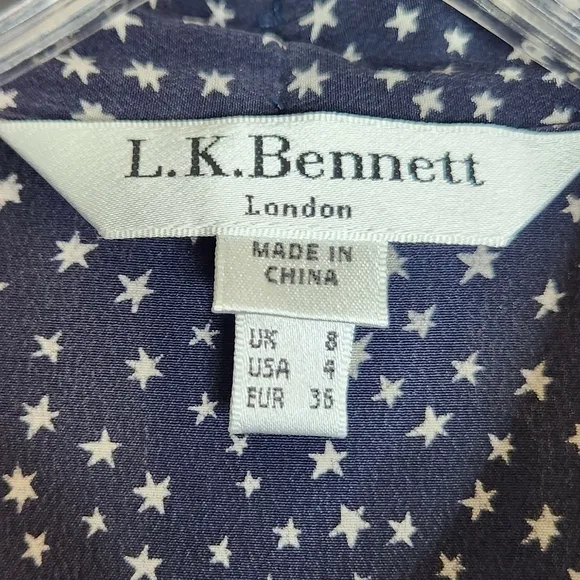 L.K.Bennett
London
MADE IN
CHINA
UK 8
USA 4
EUR 36